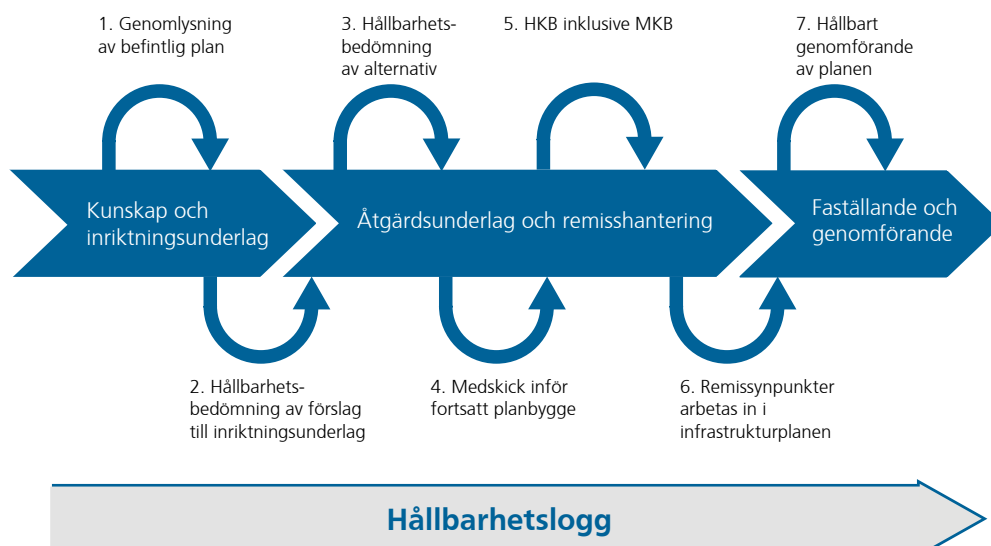 1. Genomlysning
av befintlig plan
3. Hållbarhets-
bedömning
av alternativ
5. HKB inklusive MKB
7. Hållbart
genomförande
av planen
Kunskap och
inriktningsunderlag
Åtgärdsunderlag och remisshantering
Faställande och
genomförande
2. Hållbarhets-
bedömning av förslag
till inriktningsunderlag
4. Medskick inför
fortsatt planbygge
6. Remissynpunkter
arbetas in i
infrastrukturplanen
Hållbarhetslogg